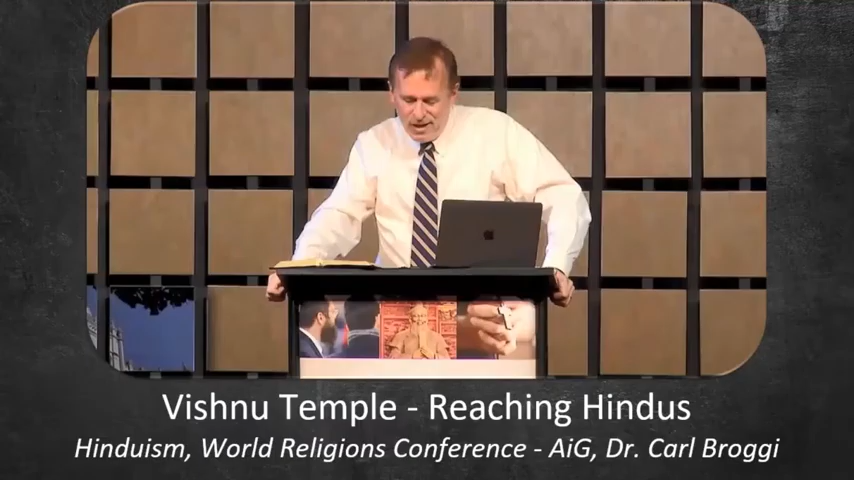 Vishnu Temple - Reaching Hindus
Hinduism, World Religions Conference - AiG, Dr. Carl Broggi